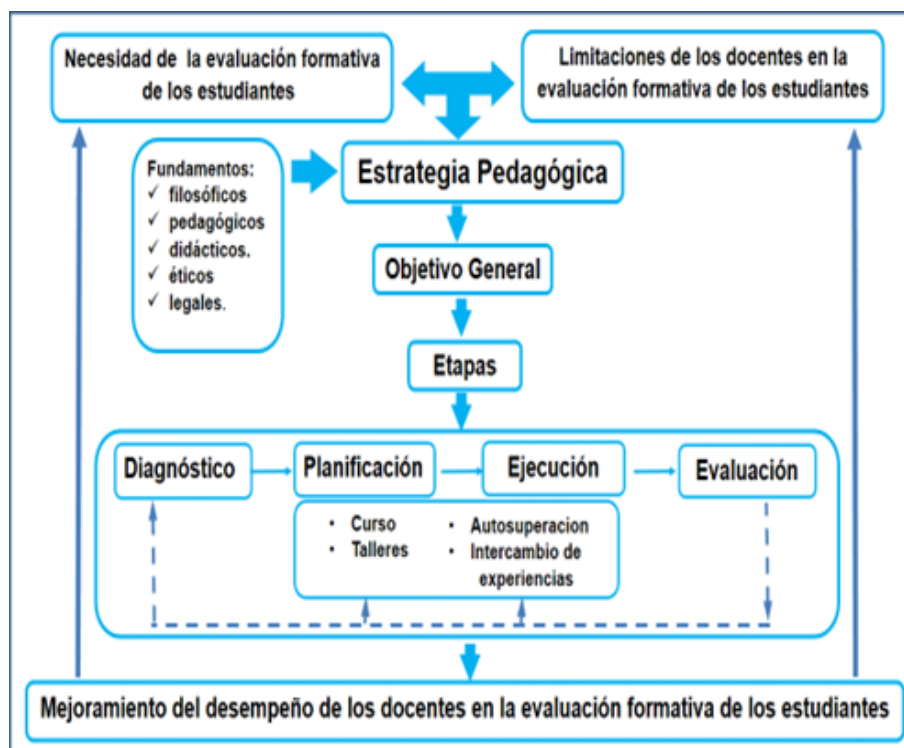 Necesidad de la evaluación formativa
de los estudiantes
Limitaciones de los docentes en la
evaluación formativa de los estudiantes
Fundamentos:
✓ filosóficos
✓ pedagógicos
✓ didácticos.
✓ éticos
✓ legales.
Estrategia Pedagógica
Objetivo General
Etapas
Diagnóstico
Planificación
Ejecución
Evaluación
• Curso
• Talleres
• Autosuperacion
• Intercambio de
experiencias
Mejoramiento del desempeño de los docentes en la evaluación formativa de los estudiantes